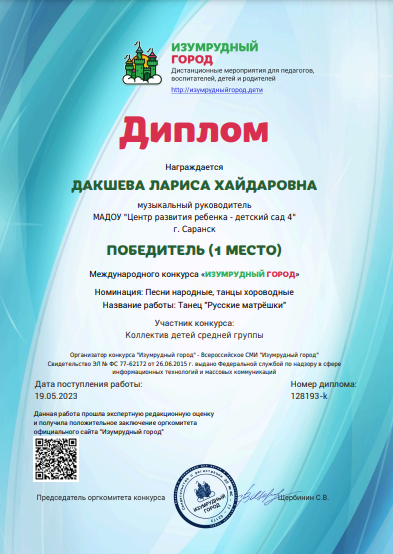 ИЗУМРУДНЫЙ
ГОРОД
Дистанционные мероприятия для педагогов,
воспитателей, детей и родителей
http://изумрудныйгород.дети
Диплом
Награждается
ДАКШЕВА ЛАРИСА ХАЙДАРОВНА
музыкальный руководитель
МАДОУ "Центр развития ребенка - детский сад 4"
г. Саранск
ПОБЕДИТЕЛЬ (1 МЕСТО)
Международного конкурса «ИЗУМРУДНЫЙ ГОРОД»
Номинация: Песни народные, танцы хороводные
Название работы: Танец "Русские матрёшки"
Участник конкурса:
Коллектив детей средней группы
Организатор конкурса "Изумрудный город" - Всероссийское СМИ "Изумрудный город"
Свидетельство ЭЛ № ФС 77-62172 от 26.06.2015 г. выдано Федеральной службой по надзору в сфере
информационных технологий и массовых коммуникаций
Дата поступления работы:
19.05.2023
Номер диплома:
128193-k
Данная работа прошла экспертную редакционную оценку
и получила положительное заключение оргкомитета
официального сайта "Изумрудный город"
Председатель оргкомитета конкурса
ИЗУМРУДНЫЙ
ГОРОД
Щербинин С.В.